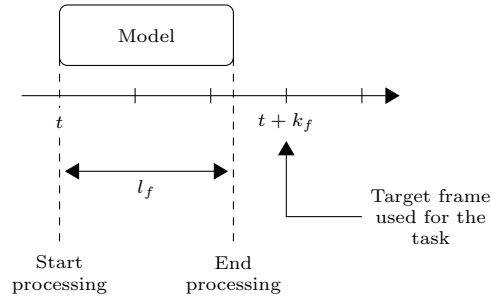 Model
t
t + k_f
l_f
Target frame
used for the
task
Start
processing
End
processing